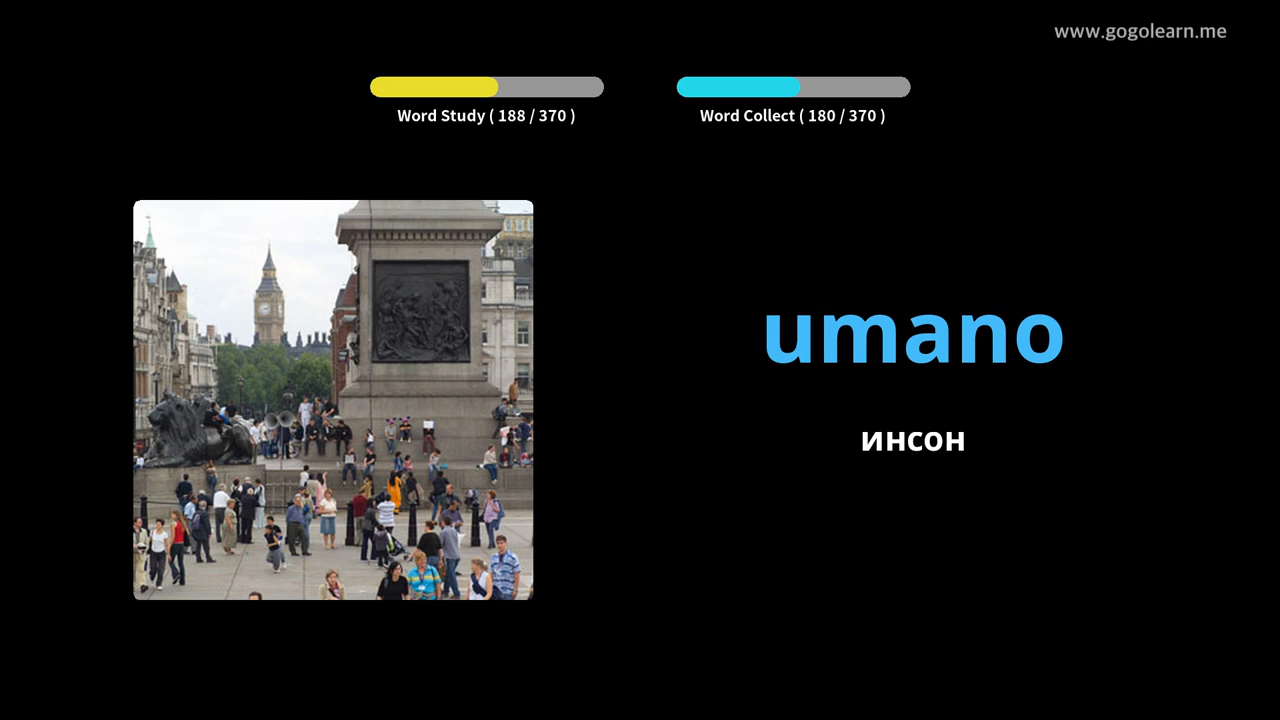 www.gogolearn.me
Word Study ( 188 / 370 )
Word Collect ( 180 / 370 )
umano
инсон